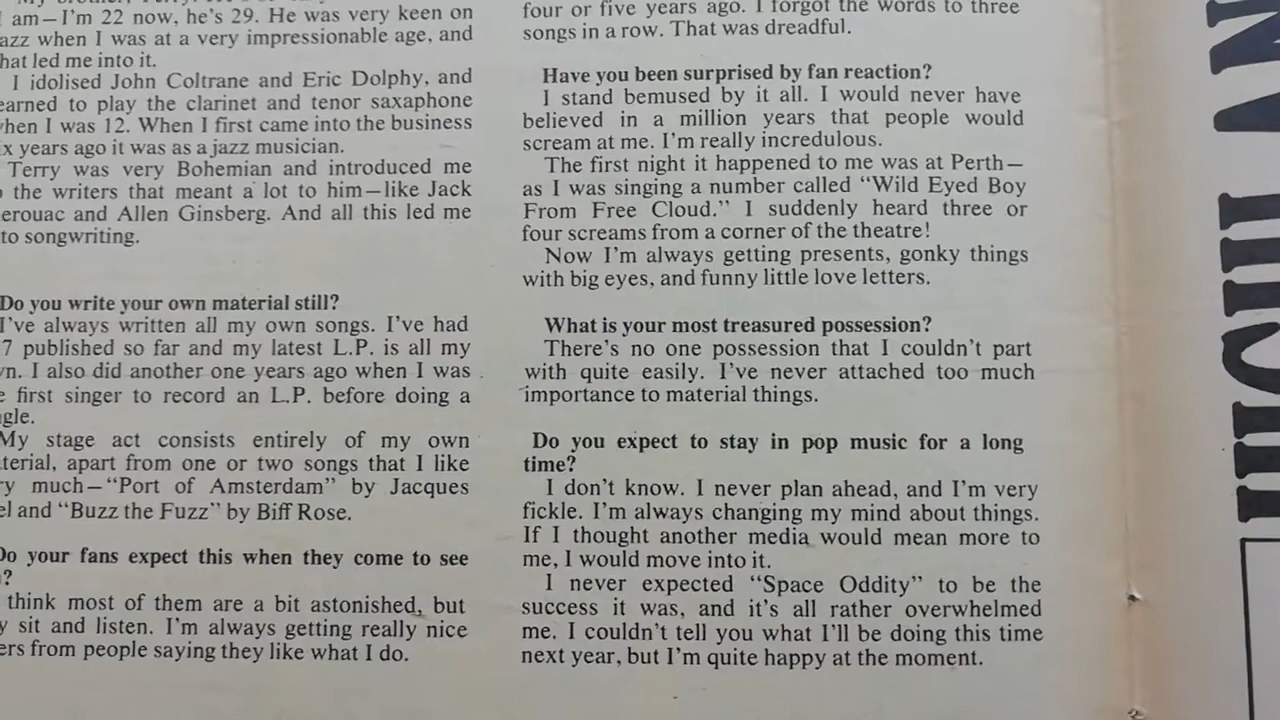 am—I'm 22 now, he's 29. He was very keen on
azz when I was at a very impressionable age, and
hat led me into it.
I idolised John Coltrane and Eric Dolphy, and
earned to play the clarinet and tenor saxaphone
when I was 12. When I first came into the business
ix years ago it was as a jazz musician.
Terry was very Bohemian and introduced me
the writers that meant a lot to him—like Jack
erouac and Allen Ginsberg. And all this led me
to songwriting.
Do you write your own material still?
I've always written all my own songs. I've had
7 published so far and my latest L.P. is all my
wn. I also did another one years ago when I was
e first singer to record an L.P. before doing a
gle.
My stage act consists entirely of my own
terial, apart from one or two songs that I like
ry much—“Port of Amsterdam” by Jacques
el and “Buzz the Fuzz” by Biff Rose.
Do your fans expect this when they come to see
?
think most of them are a bit astonished, but
y sit and listen. I'm always getting really nice
ers from people saying they like what I do.
four or five years ago. I forgot the words to three
songs in a row. That was dreadful.
Have you been surprised by fan reaction?
I stand bemused by it all. I would never have
believed in a million years that people would
scream at me. I'm really incredulous.
The first night it happened to me was at Perth—
as I was singing a number called “Wild Eyed Boy
From Free Cloud.” I suddenly heard three or
four screams from a corner of the theatre!
Now I'm always getting presents, gonky things
with big eyes, and funny little love letters.
What is your most treasured possession?
There's no one possession that I couldn't part
with quite easily. I've never attached too much
importance to material things.
Do you expect to stay in pop music for a long
time?
I don't know. I never plan ahead, and I'm very
fickle. I'm always changing my mind about things.
If I thought another media would mean more to
me, I would move into it.
I never expected “Space Oddity” to be the
success it was, and it's all rather overwhelmed
me. I couldn't tell you what I'll be doing this time
next year, but I'm quite happy at the moment.